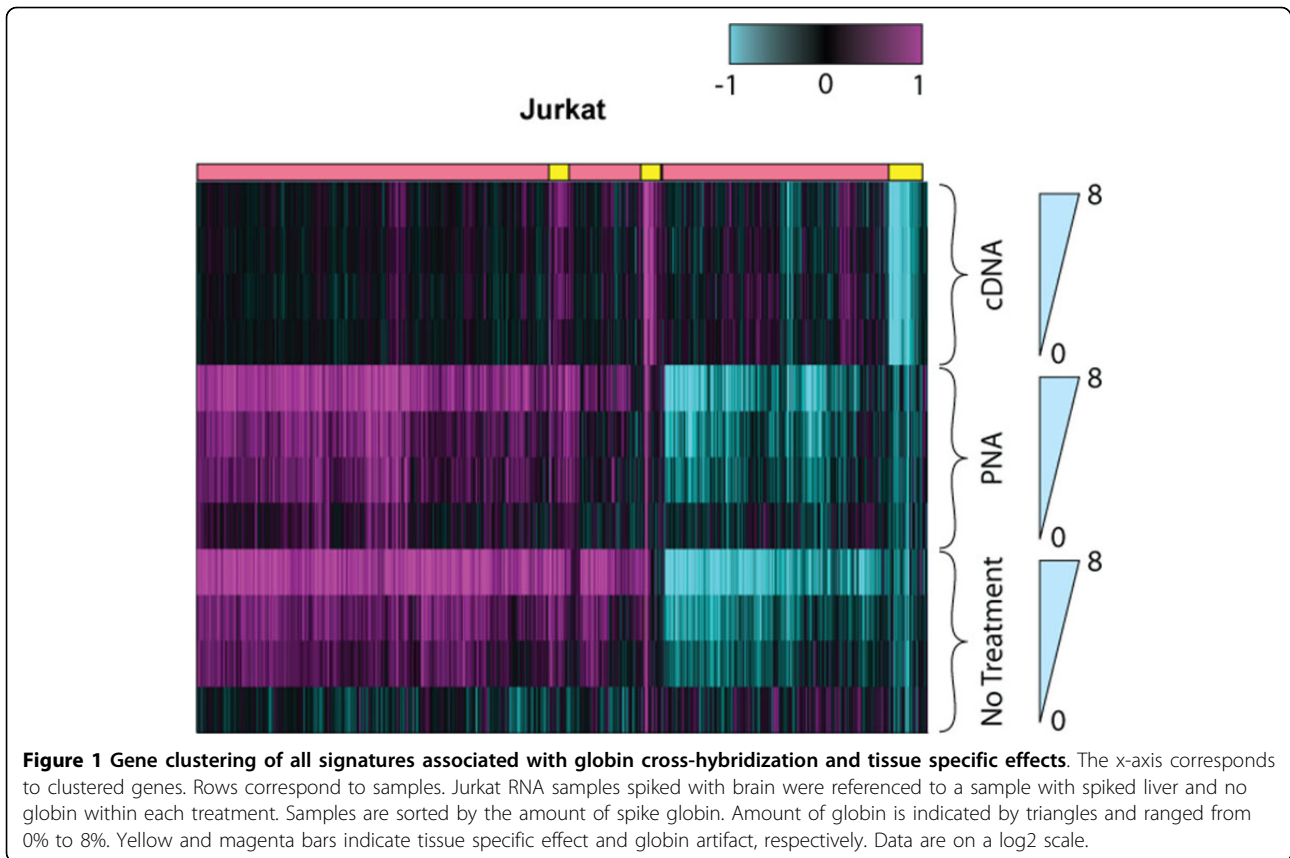 -1 0 1
Jurkat
8
cDNA
0
8
PNA
0
8
No Treatment
0
Figure 1 Gene clustering of all signatures associated with globin cross-hybridization and tissue specific effects. The x-axis corresponds
to clustered genes. Rows correspond to samples. Jurkat RNA samples spiked with brain were referenced to a sample with spiked liver and no
globin within each treatment. Samples are sorted by the amount of spike globin. Amount of globin is indicated by triangles and ranged from
0% to 8%. Yellow and magenta bars indicate tissue specific effect and globin artifact, respectively. Data are on a log2 scale.